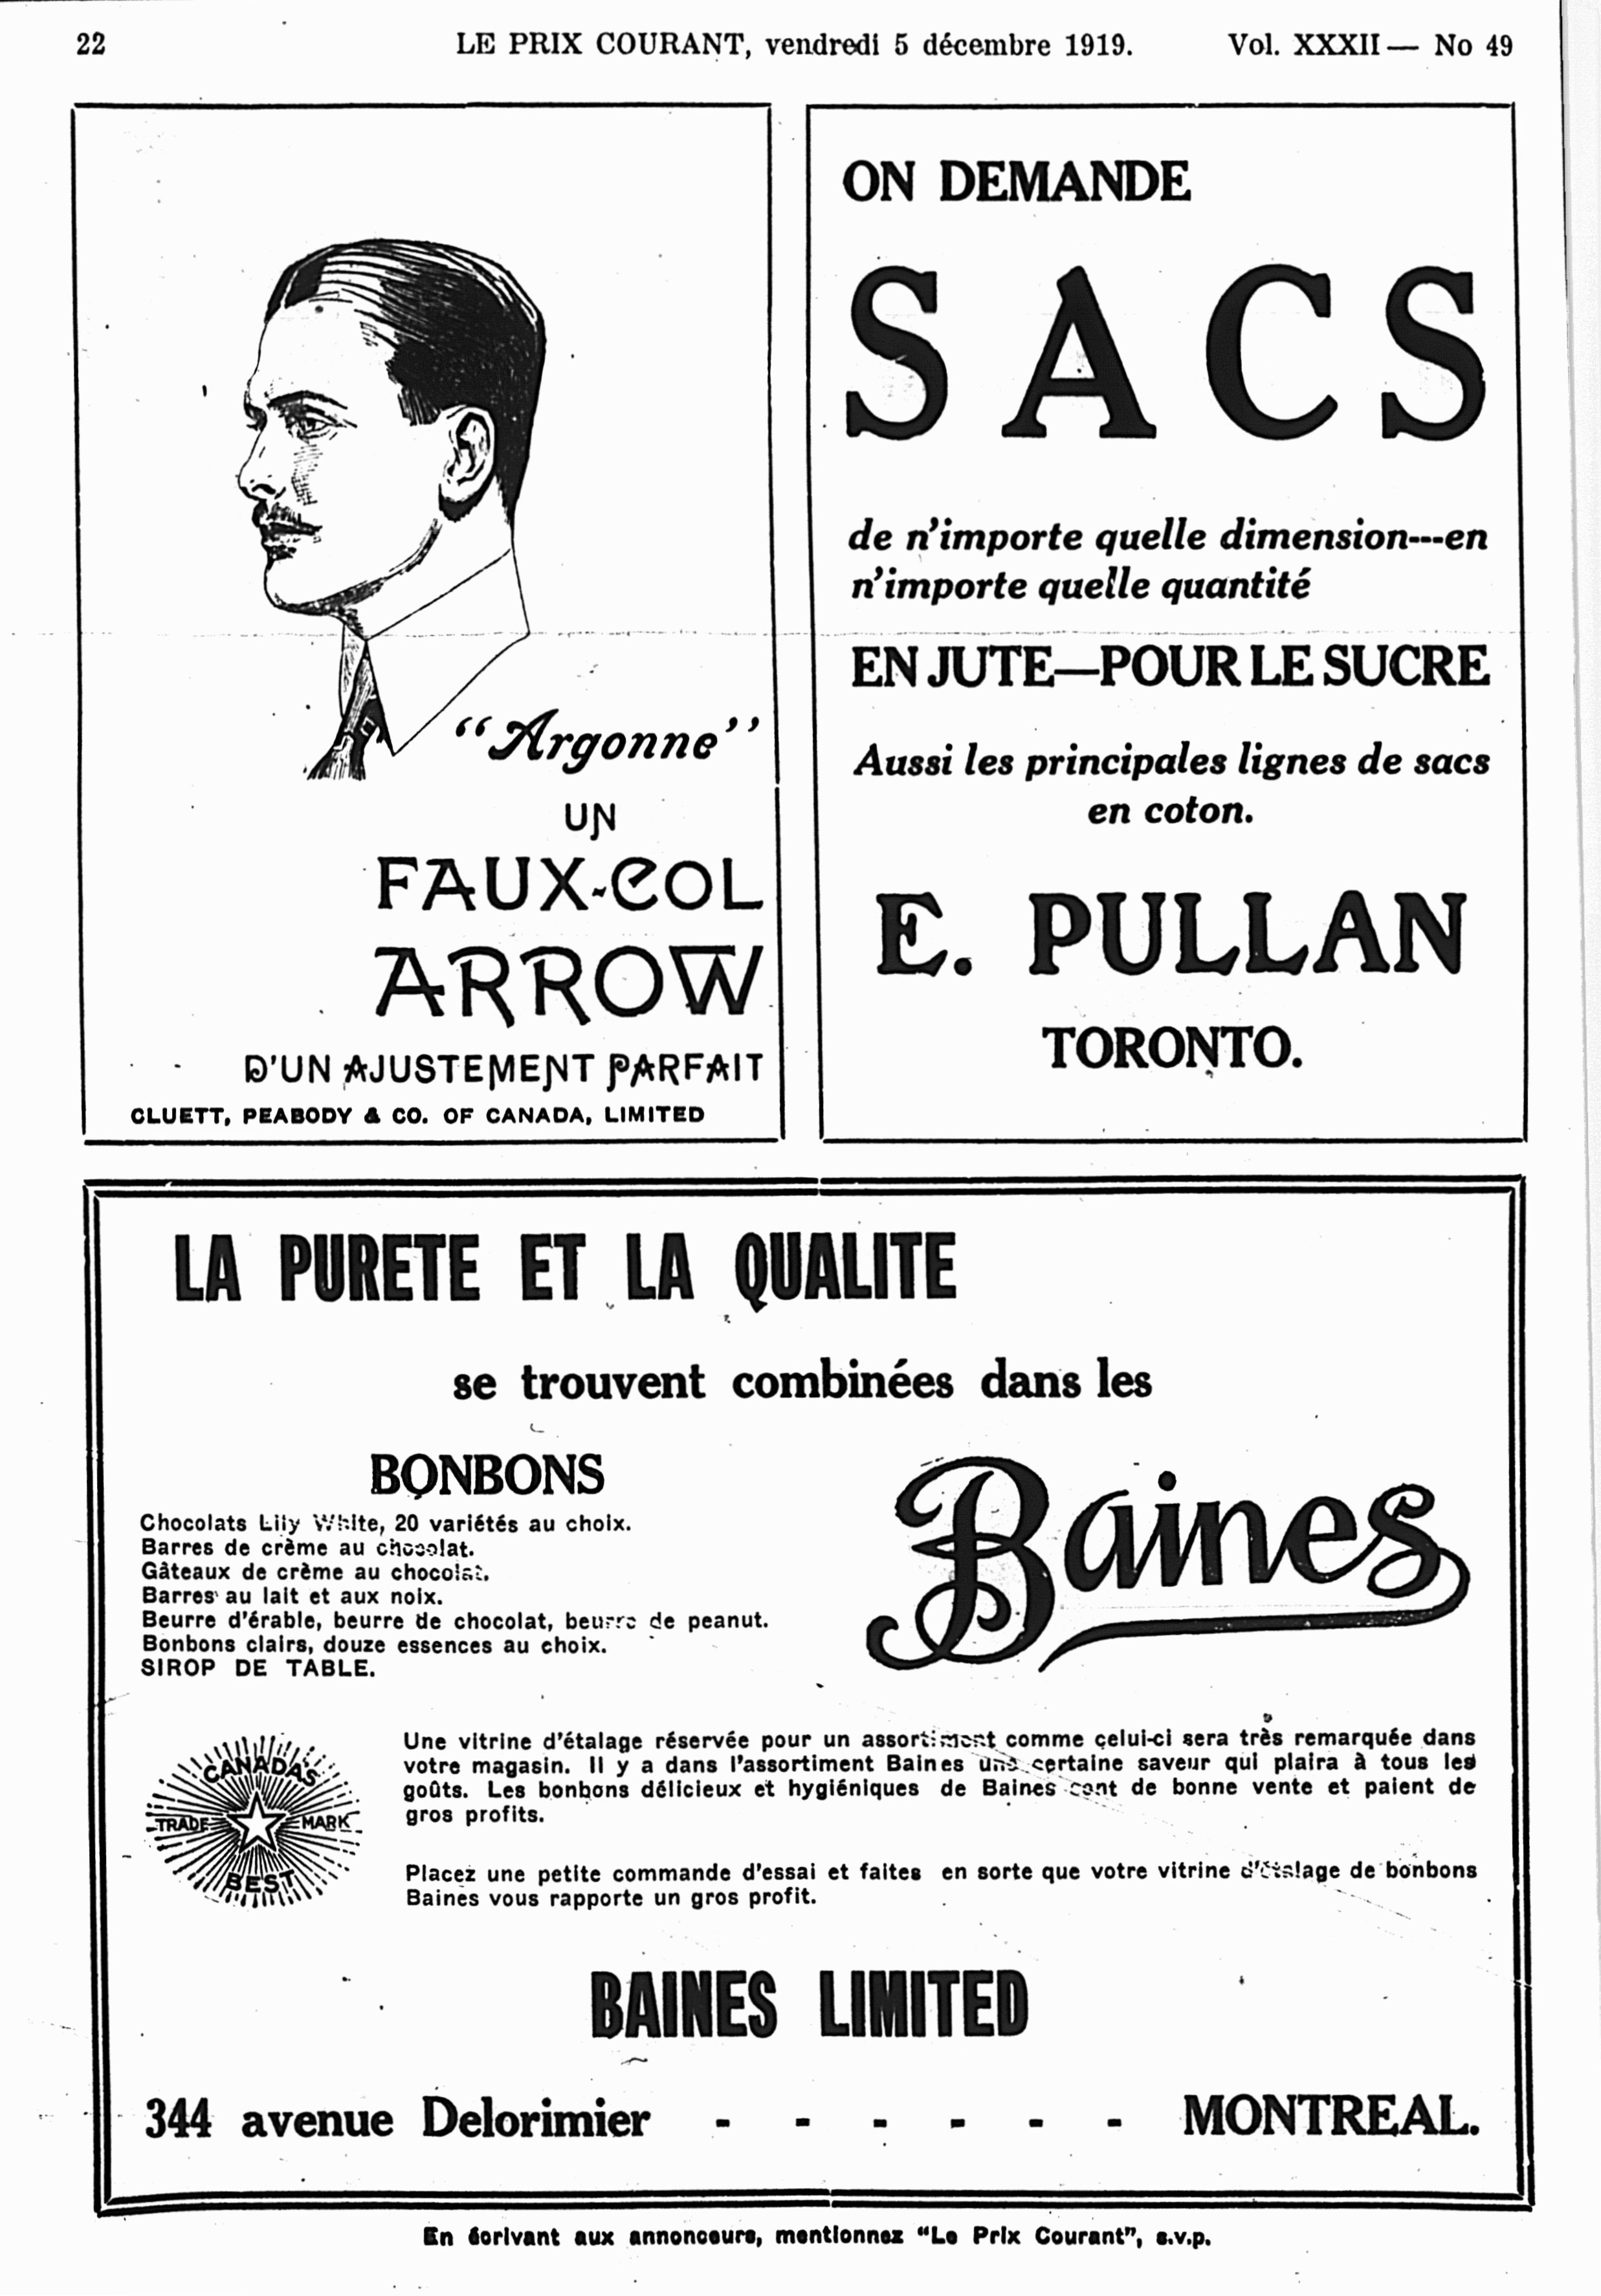 22 LE PRIX COURANT, vendredi 5 décembre 1919. Vol. XXXII — No 49
"Argonne"
UN
FAUX-COL
ARROW
D'UN AJUSTEMENT PARFAIT
CLUETT, PEABODY & CO. OF CANADA, LIMITED
ON DEMANDE
SACS
de n'importe quelle dimension---en
n'importe quelle quantité
EN JUTE—POUR LE SUCRE
Aussi les principales lignes de sacs
en coton.
E. PULLAN
TORONTO.
LA PURETE ET LA QUALITE
se trouvent combinées dans les
BONBONS
Chocolats Lily White, 20 variétés au choix.
Barres de crème au chocolat.
Gâteaux de crème au chocolat.
Barres au lait et aux noix.
Beurre d'érable, beurre de chocolat, beurre de peanut.
Bonbons clairs, douze essences au choix.
SIROP DE TABLE.
Baines
CANADA'S
TRADE MARK
BEST
Une vitrine d'étalage réservée pour un assortiment comme celui-ci sera très remarquée dans
votre magasin. Il y a dans l'assortiment Baines une certaine saveur qui plaira à tous les
goûts. Les bonbons délicieux et hygiéniques de Baines sont de bonne vente et paient de
gros profits.
Placez une petite commande d'essai et faites en sorte que votre vitrine d'étalage de bonbons
Baines vous rapporte un gros profit.
BAINES LIMITED
344 avenue Delorimier - - - - - - MONTREAL.
En écrivant aux annonceurs, mentionnez "Le Prix Courant", s.v.p.